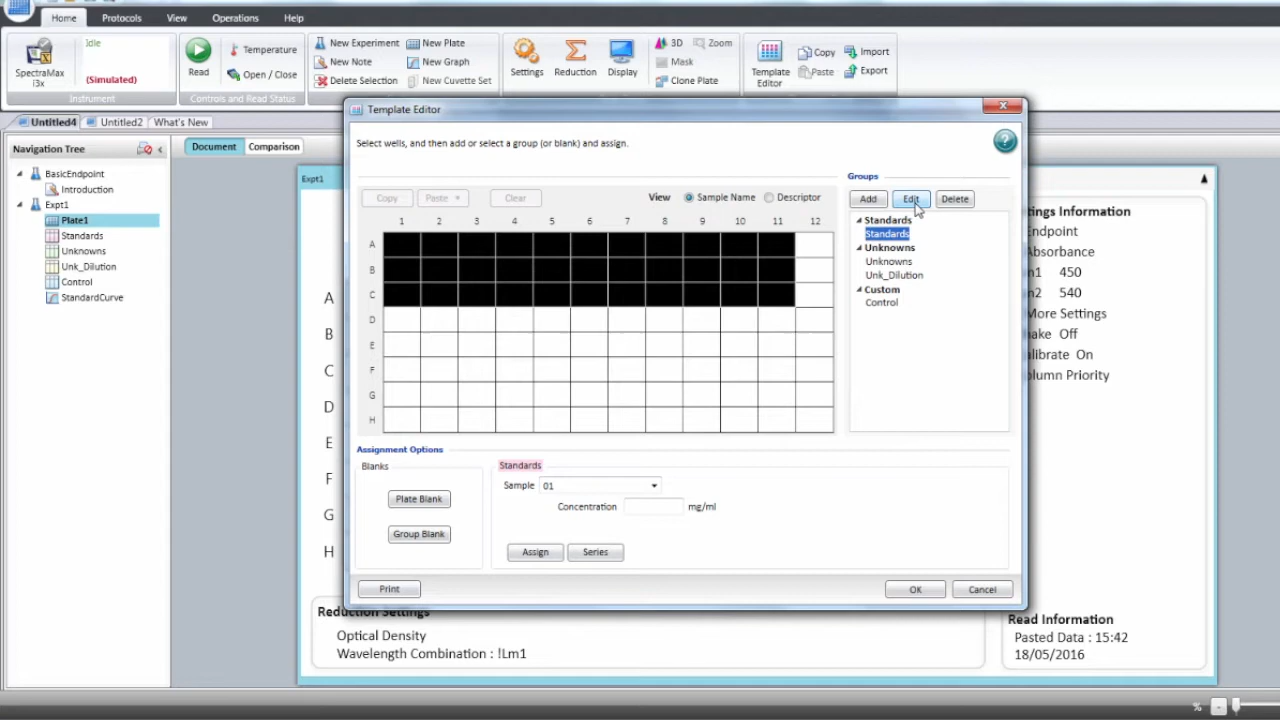 Home Protocols View Operations Help
SpectraMax i3x
Idle
(Simulated)
Instrument
Read
Temperature
Open / Close
Controls and Read Status
New Experiment
New Note
Delete Selection
New Plate
New Graph
New Cuvette Set
Settings
Reduction
Display
3D Zoom
Mask
Clone Plate
Template Editor
Copy
Paste
Import
Export
Untitled4 Untitled2 What's New
Navigation Tree
BasicEndpoint
Introduction
Expt1
Plate1
Standards
Unknowns
Unk_Dilution
Control
StandardCurve
Document Comparison
Expt1
A
B
C
D
E
F
G
H
Template Editor
Select wells, and then add or select a group (or blank) and assign.
Copy Paste Clear View Sample Name Descriptor
1 2 3 4 5 6 7 8 9 10 11 12
A
B
C
D
E
F
G
H
Groups
Add Edit Delete
Standards
Standards
Unknowns
Unknowns
Unk_Dilution
Custom
Control
Assignment Options
Blanks
Plate Blank
Group Blank
Standards
Sample 01
Concentration mg/ml
Assign Series
Print OK Cancel
tings Information
Endpoint
Absorbance
m1 450
m2 540
More Settings
hake Off
alibrate On
olumn Priority
Reduction Settings
Optical Density
Wavelength Combination : !Lm1
Read Information
Pasted Data : 15:42
18/05/2016
%